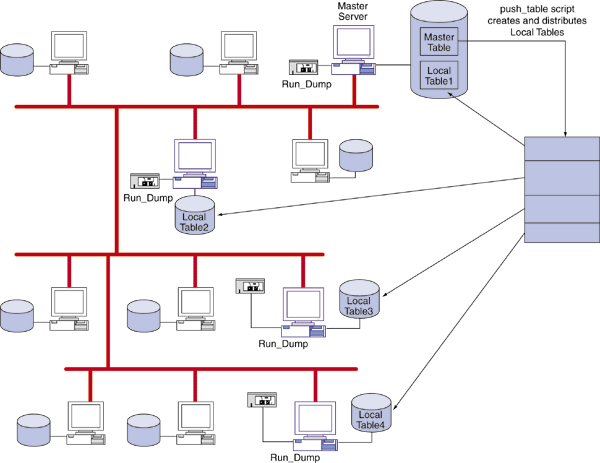 Master
Server
push_table script
creates and distributes
Local Tables
Master
Table
Local
Table1
Run_Dump
Run_Dump
Local
Table2
Local
Table3
Run_Dump
Local
Table4
Run_Dump